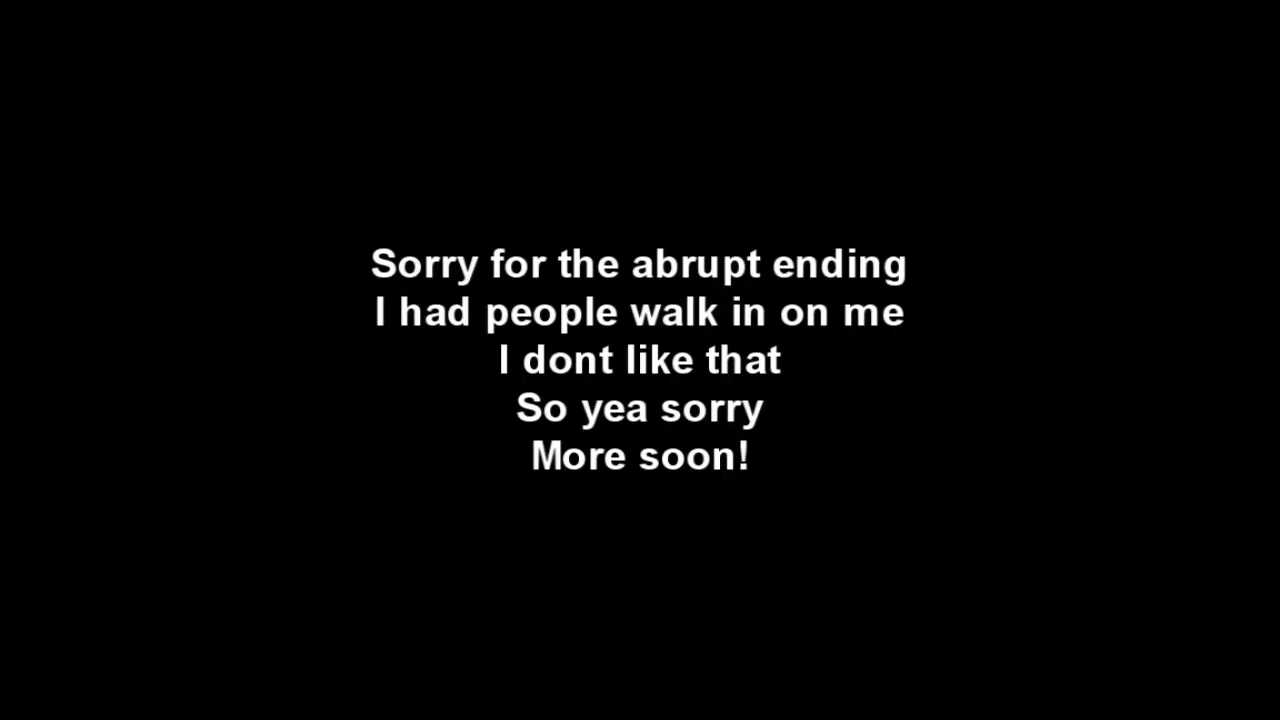 Sorry for the abrupt ending
I had people walk in on me
I dont like that
So yea sorry
More soon!